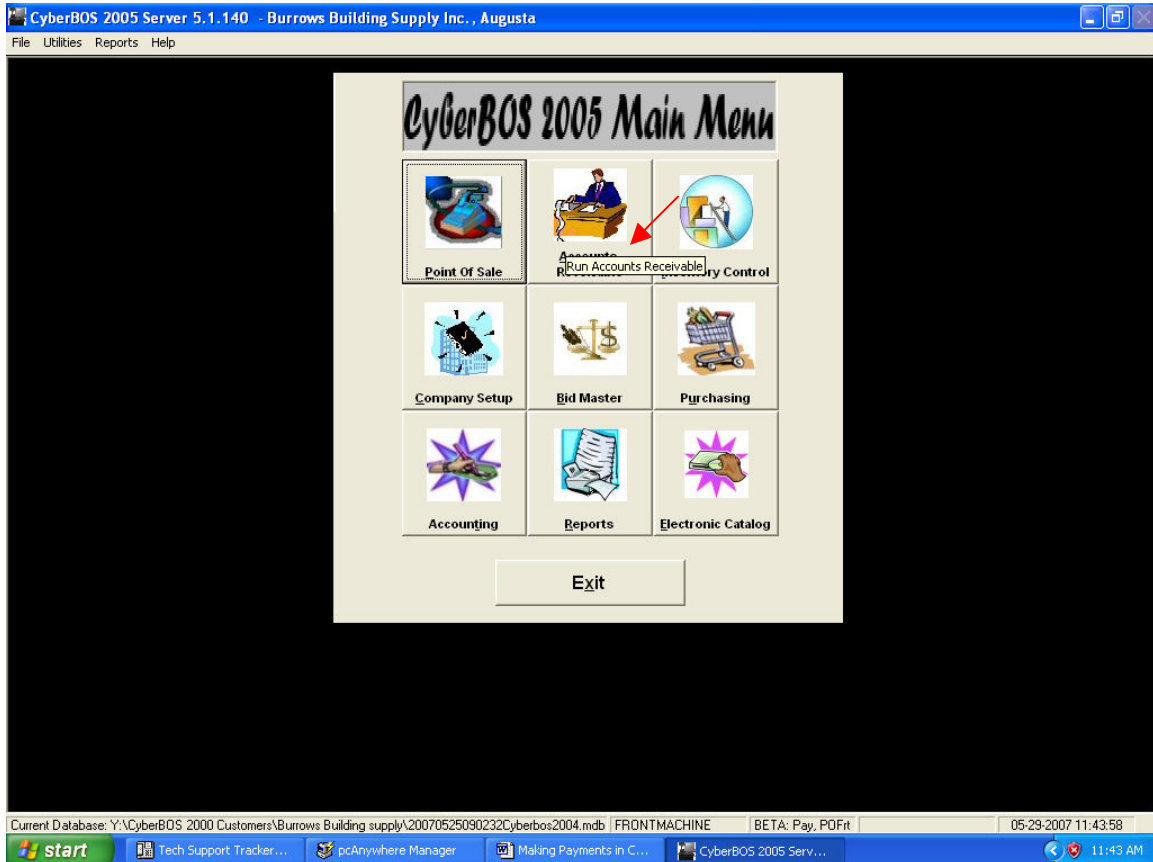 CyberBOS 2005 Server 5.1.140 - Burrows Building Supply Inc., Augusta
File Utilities Reports Help
CyberBOS 2005 Main Menu
Point Of Sale
Run Accounts Receivable
Control
Company Setup
Bid Master
Purchasing
Accounting
Reports
Electronic Catalog
Exit
Current Database: Y:\CyberBOS 2000 Customers\Burrows Building supply\20070525090232Cyberbos2004.mdb FRONTMACHINE BETA: Pay, POFrt 05-29-2007 11:43:58
start Tech Support Tracker... pcAnywhere Manager Making Payments in C... CyberBOS 2005 Serv... 11:43 AM